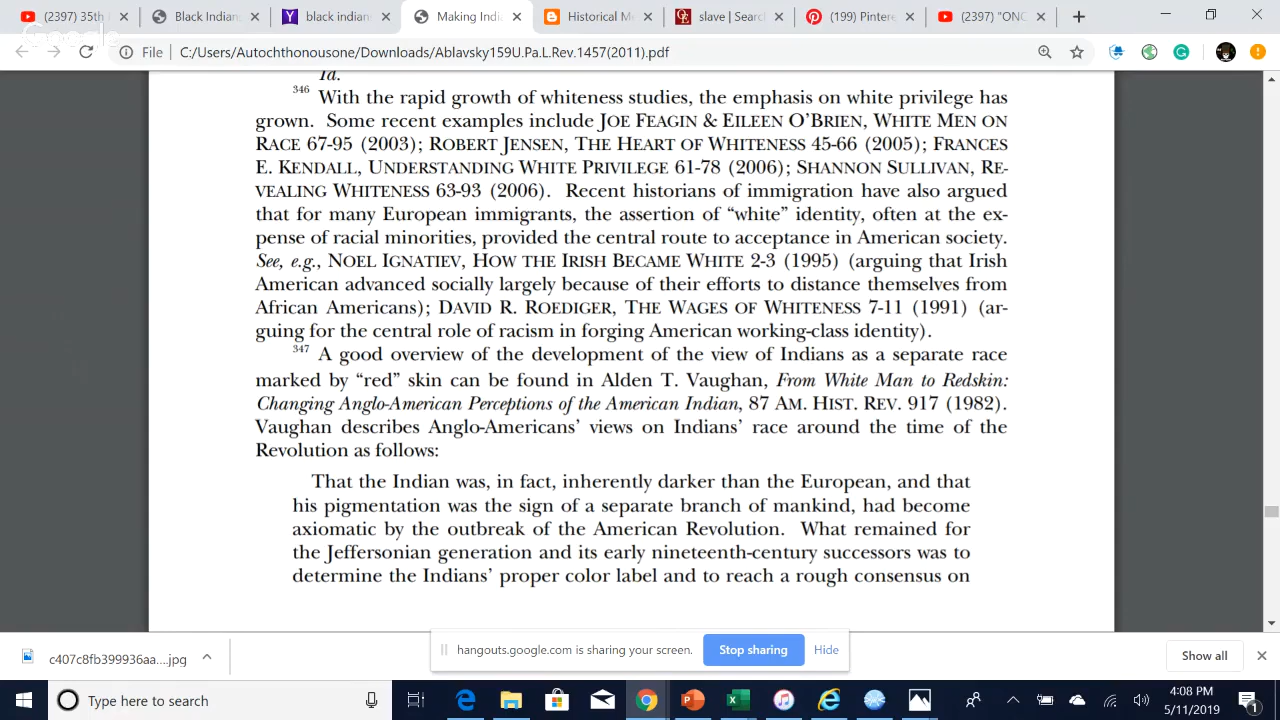 (2397) 35th
Black Indian
black indian
Making Indi
Historical M
slave | Searc
(199) Pintere
(2397) "ONC
Google
File | C:/Users/Autochthonousone/Downloads/Ablavsky159U.Pa.L.Rev.1457(2011).pdf
Id.
346 With the rapid growth of whiteness studies, the emphasis on white privilege has
grown. Some recent examples include JOE FEAGIN & EILEEN O'BRIEN, WHITE MEN ON
RACE 67-95 (2003); ROBERT JENSEN, THE HEART OF WHITENESS 45-66 (2005); FRANCES
E. KENDALL, UNDERSTANDING WHITE PRIVILEGE 61-78 (2006); SHANNON SULLIVAN, RE-
VEALING WHITENESS 63-93 (2006). Recent historians of immigration have also argued
that for many European immigrants, the assertion of "white" identity, often at the ex-
pense of racial minorities, provided the central route to acceptance in American society.
See, e.g., NOEL IGNATIEV, HOW THE IRISH BECAME WHITE 2-3 (1995) (arguing that Irish
American advanced socially largely because of their efforts to distance themselves from
African Americans); DAVID R. ROEDIGER, THE WAGES OF WHITENESS 7-11 (1991) (ar-
guing for the central role of racism in forging American working-class identity).
347 A good overview of the development of the view of Indians as a separate race
marked by "red" skin can be found in Alden T. Vaughan, From White Man to Redskin:
Changing Anglo-American Perceptions of the American Indian, 87 AM. HIST. REV. 917 (1982).
Vaughan describes Anglo-Americans' views on Indians' race around the time of the
Revolution as follows:
That the Indian was, in fact, inherently darker than the European, and that
his pigmentation was the sign of a separate branch of mankind, had become
axiomatic by the outbreak of the American Revolution. What remained for
the Jeffersonian generation and its early nineteenth-century successors was to
determine the Indians' proper color label and to reach a rough consensus on
hangouts.google.com is sharing your screen. Stop sharing Hide
c407c8fb399936aa....jpg
Show all
Type here to search
4:08 PM
5/11/2019